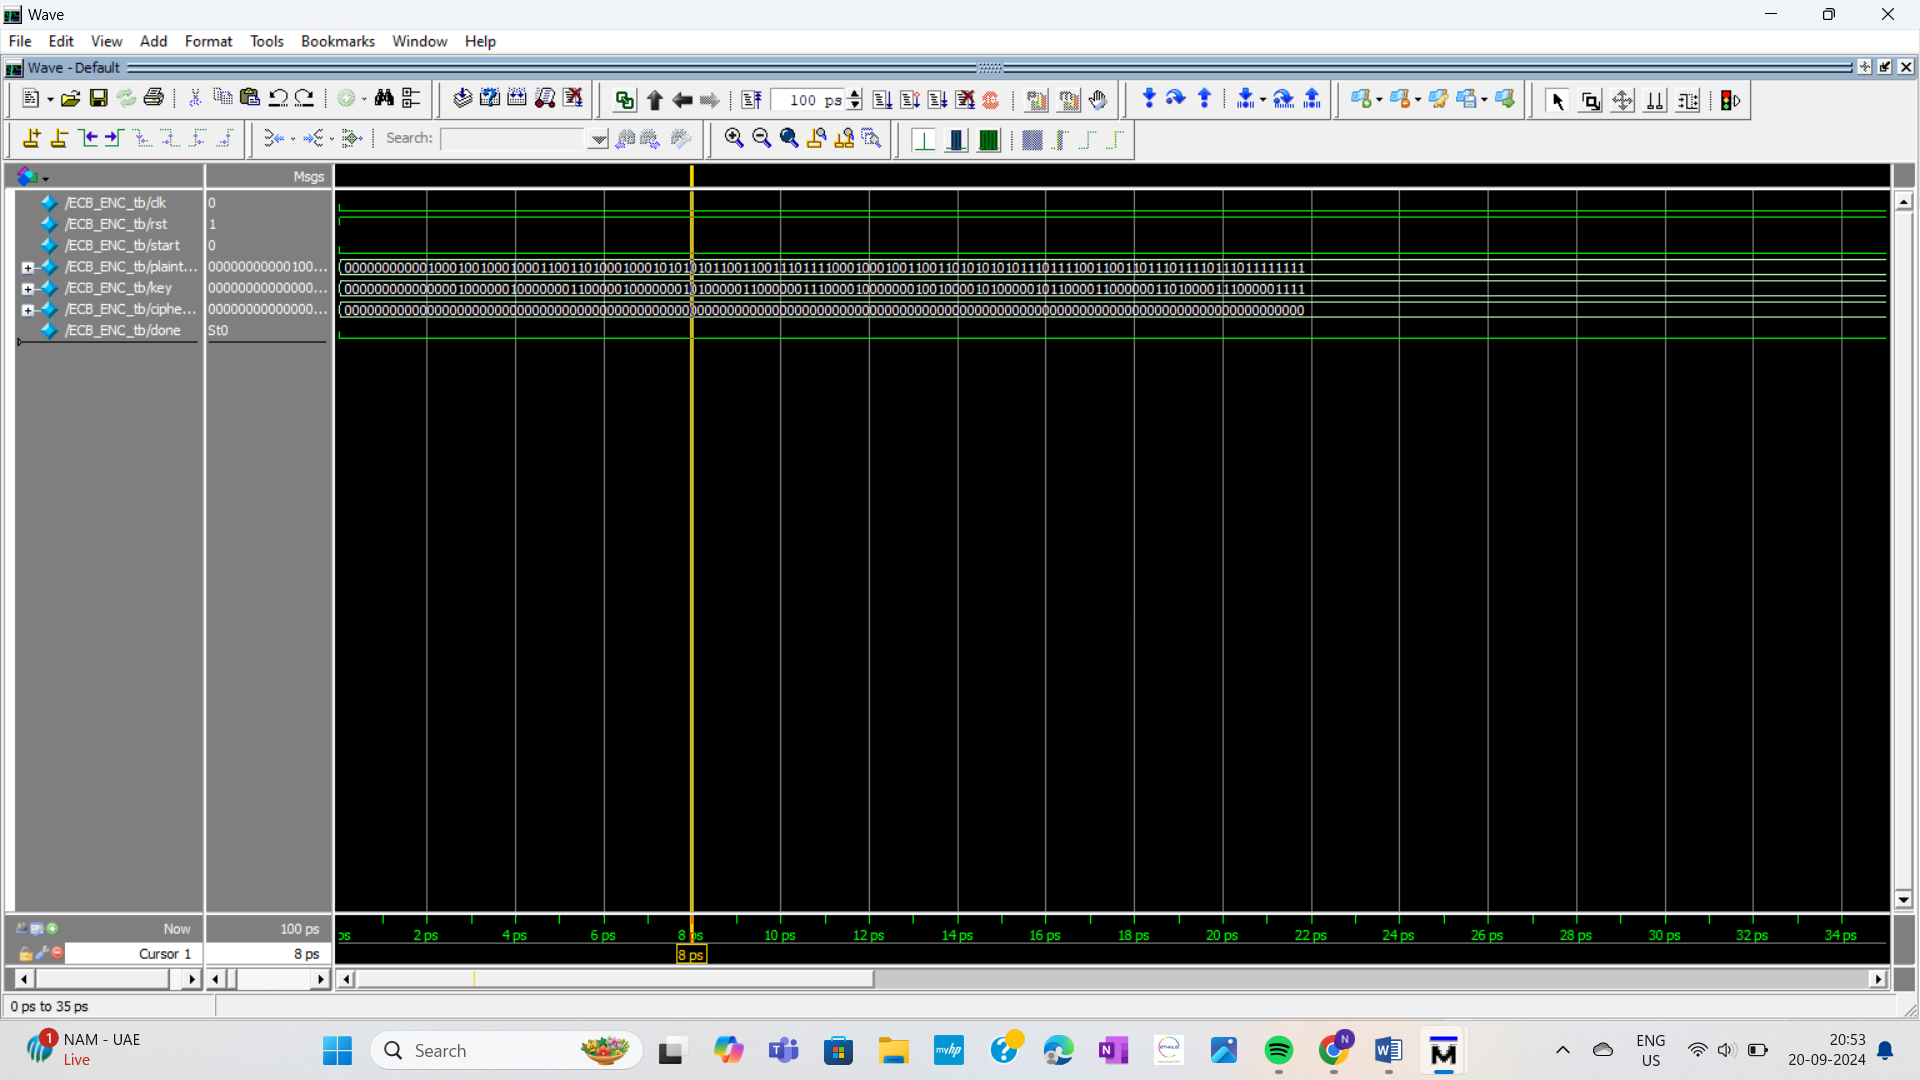 Wave
File Edit View Add Format Tools Bookmarks Window Help
Wave - Default
100 ps
Search:
Msgs
/ECB_ENC_tb/clk 0
/ECB_ENC_tb/rst 1
/ECB_ENC_tb/start 0
/ECB_ENC_tb/plaint... 00000000000100... 00000000000100010010001000110011010001000101010101100110011101111000100010011001101010101011101111001100110111011110111011111111
/ECB_ENC_tb/key 00000000000000... 00000000000000010000001000000011000001000000010100000110000001110000100000001001000010100000101100001100000011010000111000001111
/ECB_ENC_tb/ciphe... 00000000000000... 00000000000000000000000000000000000000000000000000000000000000000000000000000000000000000000000000000000000000000000000000000000
/ECB_ENC_tb/done St0
Now 100 ps
ps 2 ps 4 ps 6 ps 8 ps 10 ps 12 ps 14 ps 16 ps 18 ps 20 ps 22 ps 24 ps 26 ps 28 ps 30 ps 32 ps 34 ps
Cursor 1 8 ps 8 ps
0 ps to 35 ps
1 NAM - UAE
Live
Search
myhp
N
ENG
US
20:53
20-09-2024